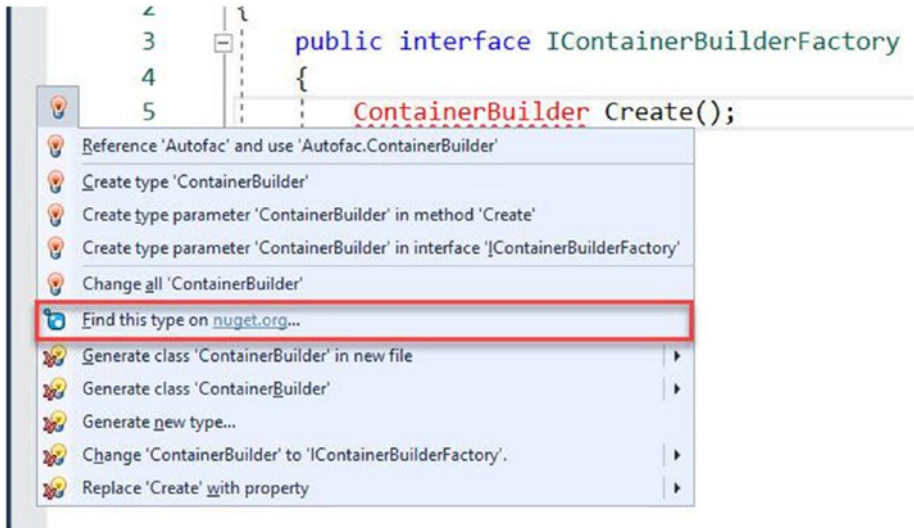 2 {
3 public interface IContainerBuilderFactory
4 {
5 ContainerBuilder Create();
Reference 'Autofac' and use 'Autofac.ContainerBuilder'
Create type 'ContainerBuilder'
Create type parameter 'ContainerBuilder' in method 'Create'
Create type parameter 'ContainerBuilder' in interface 'IContainerBuilderFactory'
Change all 'ContainerBuilder'
Find this type on nuget.org...
Generate class 'ContainerBuilder' in new file
Generate class 'ContainerBuilder'
Generate new type...
Change 'ContainerBuilder' to 'IContainerBuilderFactory'.
Replace 'Create' with property